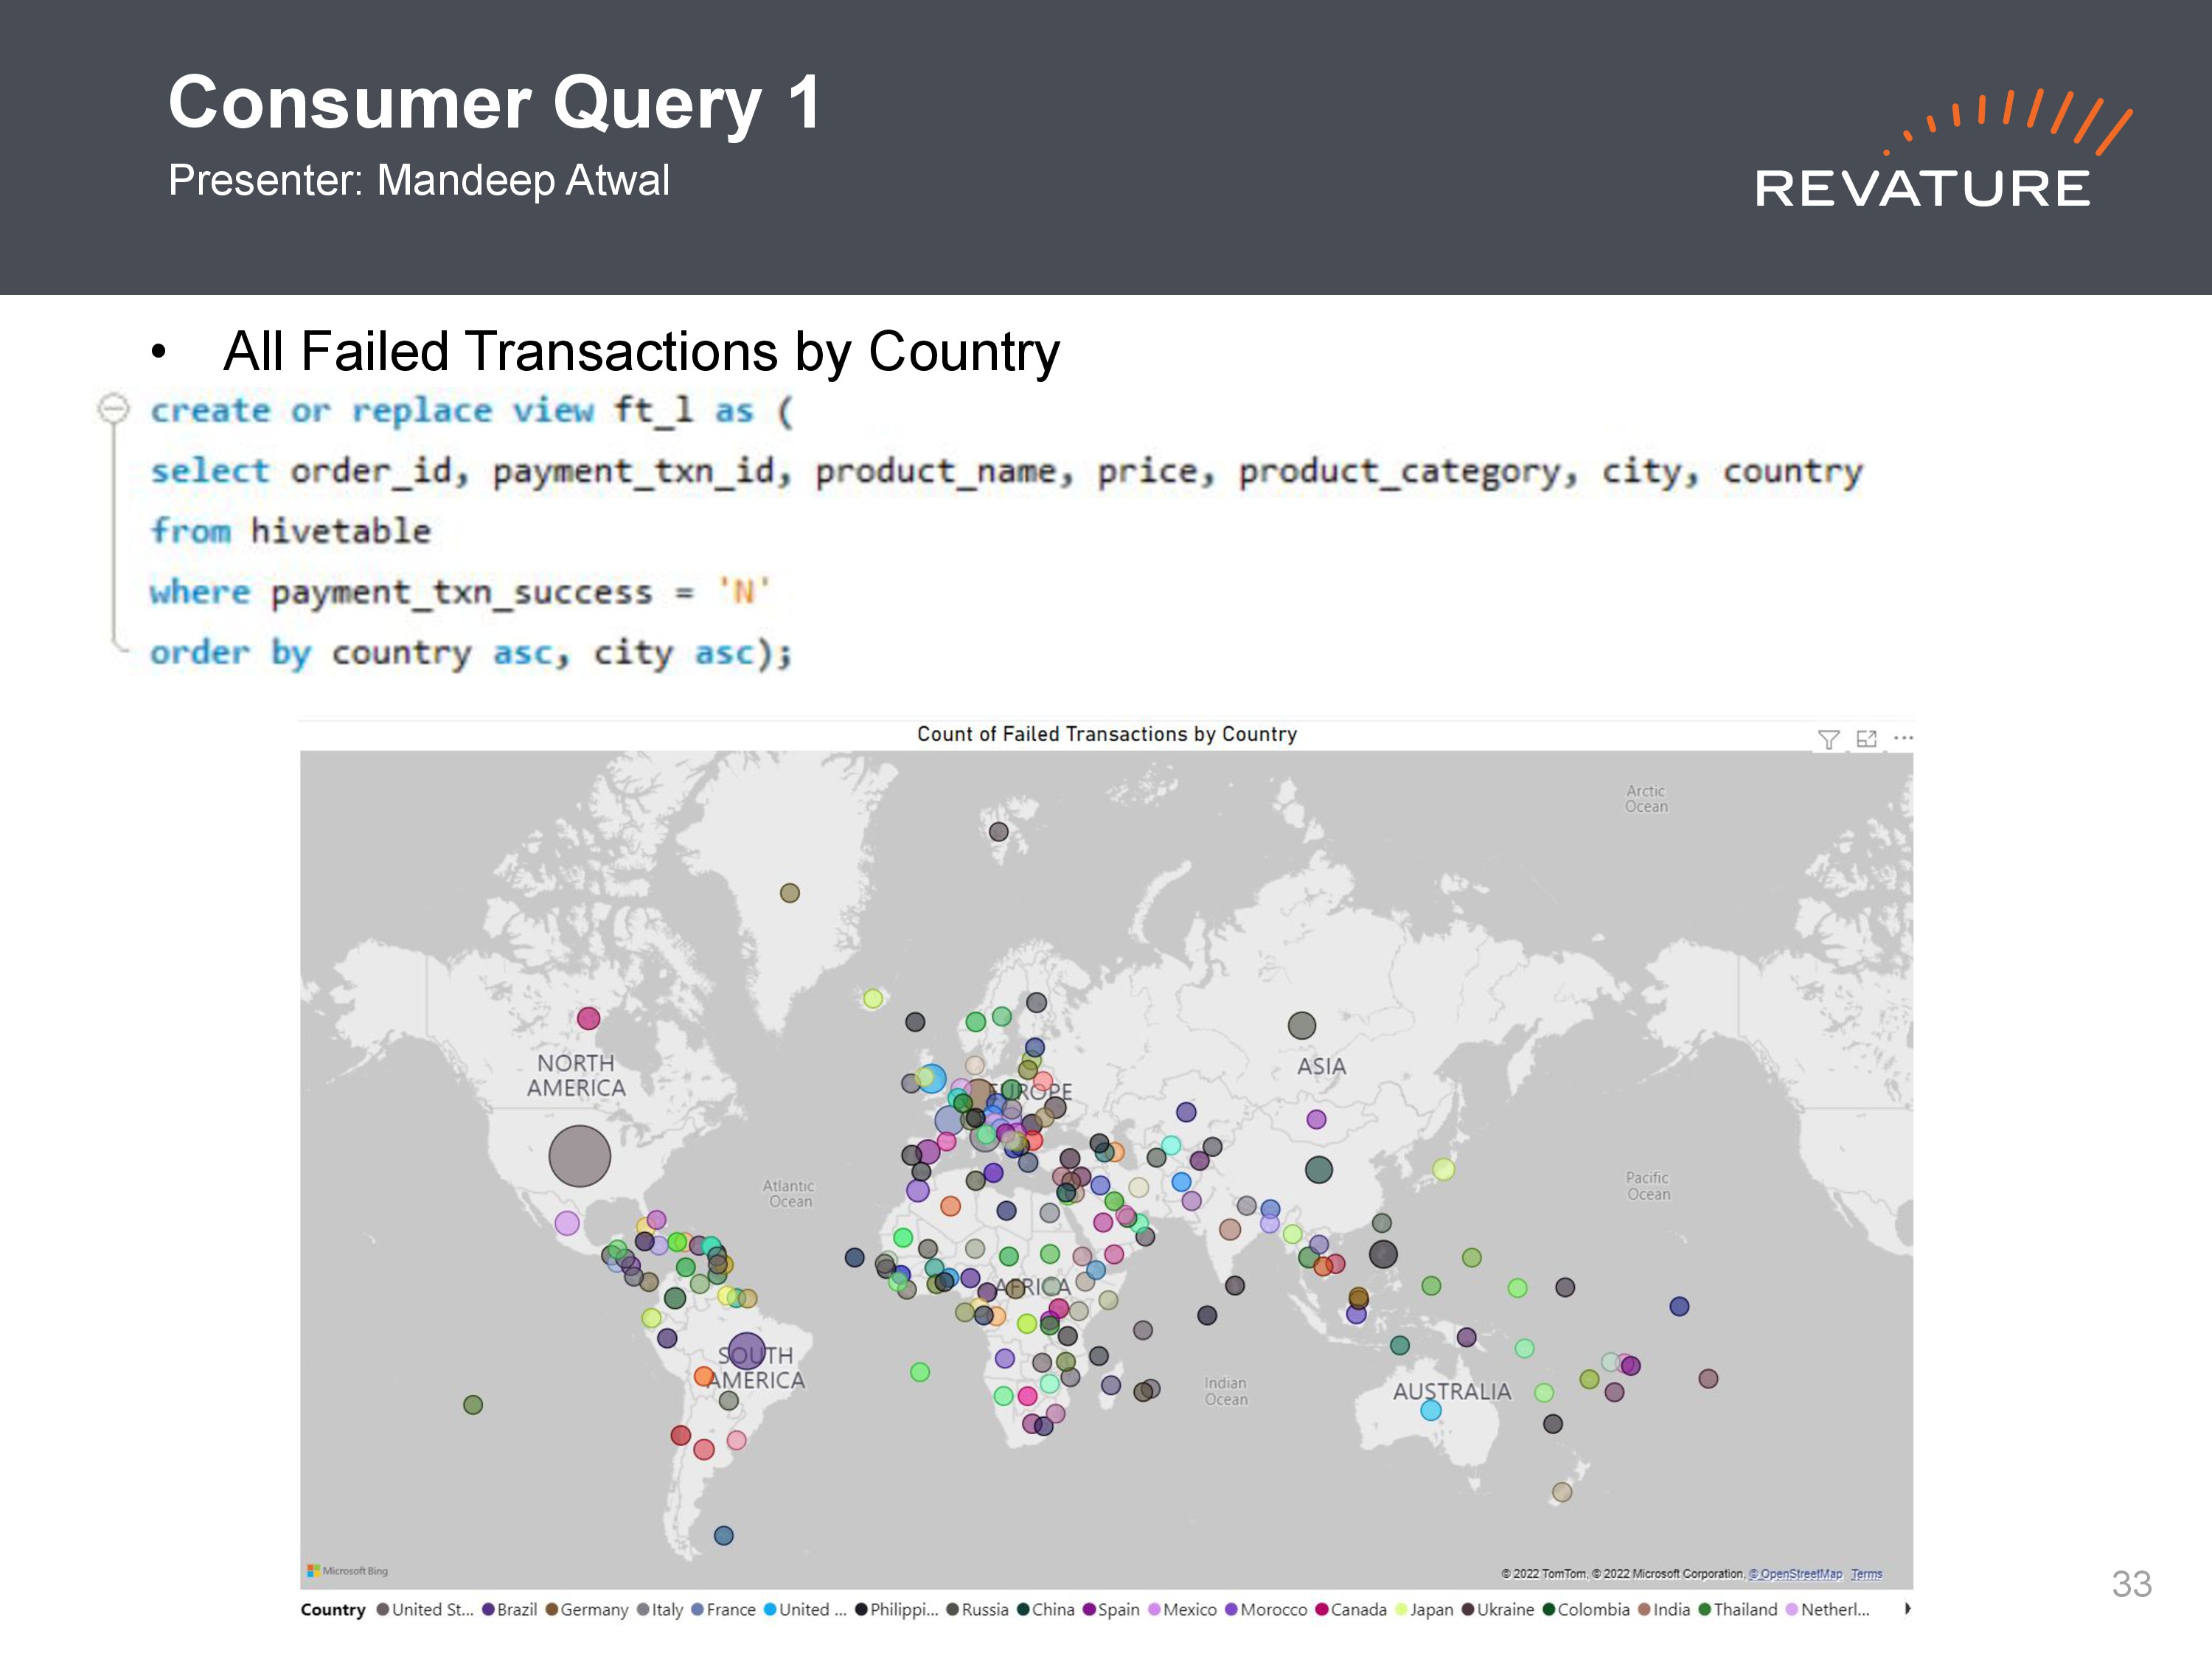 Consumer Query 1
Presenter: Mandeep Atwal
REVATURE
• All Failed Transactions by Country
create or replace view ft_l as (
select order_id, payment_txn_id, product_name, price, product_category, city, country
from hivetable
where payment_txn_success = 'N'
order by country asc, city asc);
Count of Failed Transactions by Country
Arctic
Ocean
NORTH
AMERICA
ASIA
EUROPE
Atlantic
Ocean
Pacific
Ocean
AFRICA
SOUTH
AMERICA
Indian
Ocean
AUSTRALIA
Microsoft Bing
© 2022 TomTom, © 2022 Microsoft Corporation, © OpenStreetMap Terms
33
Country United St... Brazil Germany Italy France United ... Philippi... Russia China Spain Mexico Morocco Canada Japan Ukraine Colombia India Thailand Netherl...